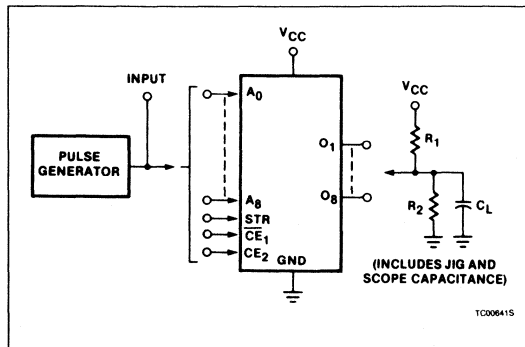 VCC
INPUT
PULSE
GENERATOR
A0
A8
STR
CE1
CE2
GND
O1
O8
VCC
R1
R2
CL
(INCLUDES JIG AND
SCOPE CAPACITANCE)
TC00641S